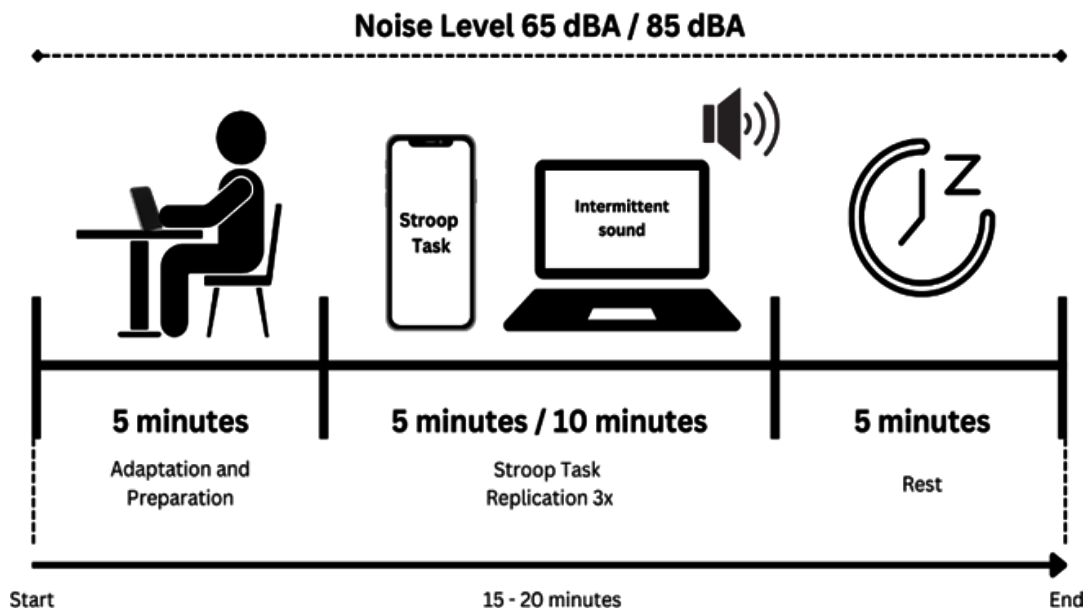 Noise Level 65 dBA / 85 dBA
Stroop
Task
Intermittent
sound
Z
5 minutes
5 minutes / 10 minutes
5 minutes
Adaptation and
Preparation
Stroop Task
Replication 3x
Rest
Start
15 - 20 minutes
End